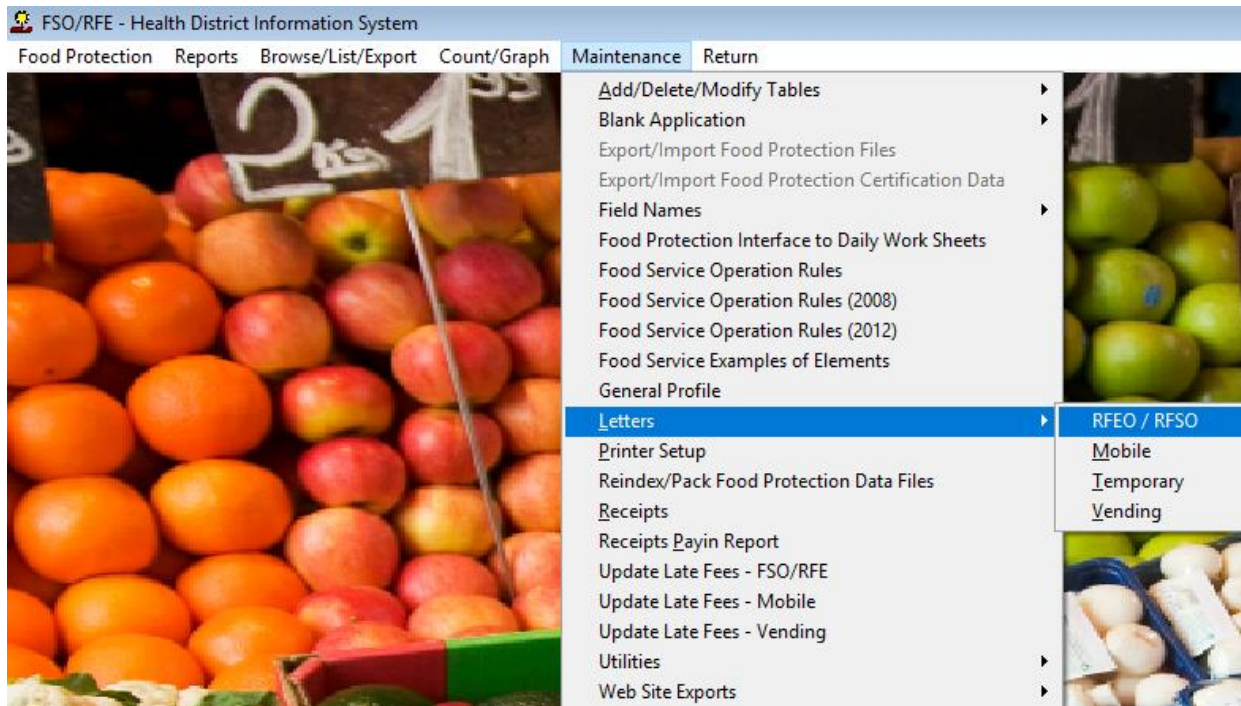 FSO/RFE - Health District Information System
Food Protection Reports Browse/List/Export Count/Graph Maintenance Return
2 kg. 1 99
Add/Delete/Modify Tables
Blank Application
Export/Import Food Protection Files
Export/Import Food Protection Certification Data
Field Names
Food Protection Interface to Daily Work Sheets
Food Service Operation Rules
Food Service Operation Rules (2008)
Food Service Operation Rules (2012)
Food Service Examples of Elements
General Profile
Letters
RFEO / RFSO
Printer Setup
Mobile
Reindex/Pack Food Protection Data Files
Temporary
Receipts
Vending
Receipts Payin Report
Update Late Fees - FSO/RFE
Update Late Fees - Mobile
Update Late Fees - Vending
Utilities
Web Site Exports